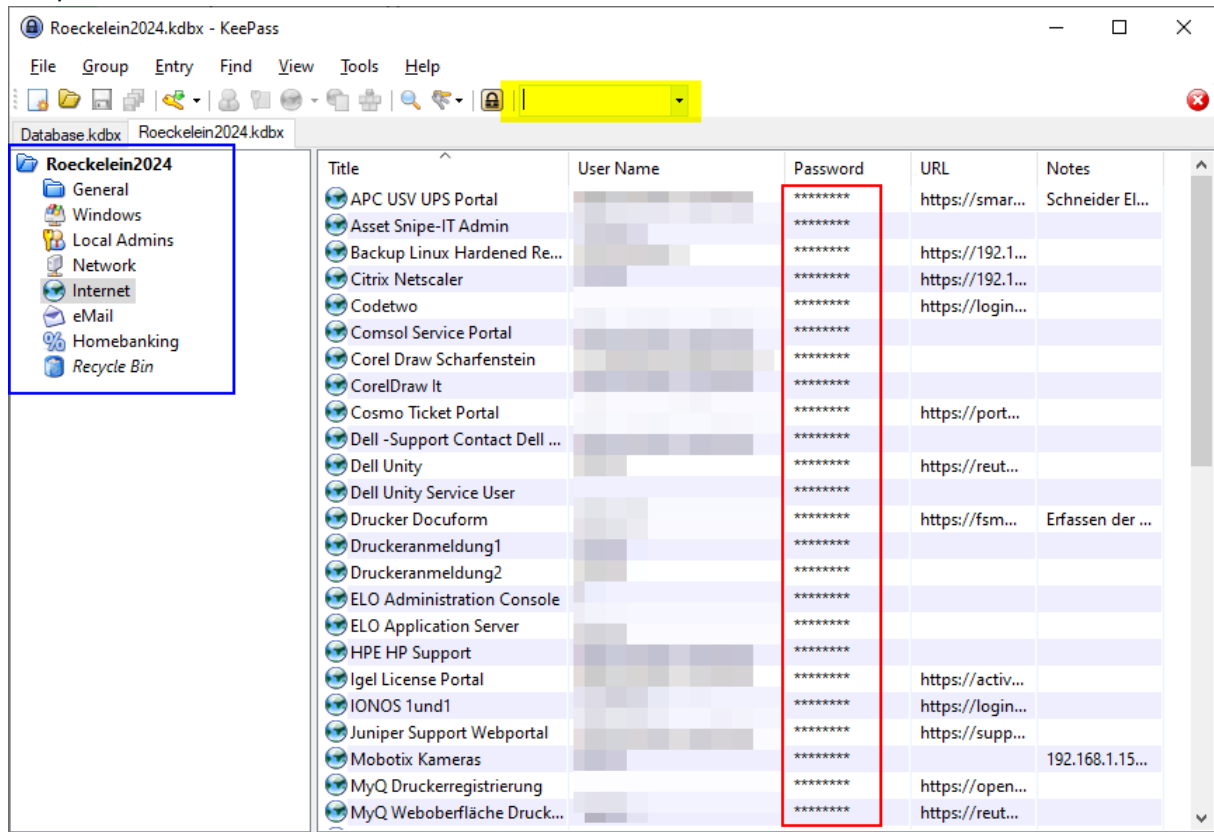 Roeckelein2024.kdbx - KeePass
File Group Entry Find View Tools Help
Database.kdbx Roeckelein2024.kdbx
Roeckelein2024
General
Windows
Local Admins
Network
Internet
eMail
Homebanking
Recycle Bin
Title User Name Password URL Notes
APC USV UPS Portal ******** https://smar... Schneider El...
Asset Snipe-IT Admin ********
Backup Linux Hardened Re... ******** https://192.1...
Citrix Netscaler ******** https://192.1...
Codetwo ******** https://login...
Comsol Service Portal ********
Corel Draw Scharfenstein ********
CorelDraw It ********
Cosmo Ticket Portal ******** https://port...
Dell -Support Contact Dell ... ********
Dell Unity ******** https://reut...
Dell Unity Service User ********
Drucker Docuform ******** https://fsm... Erfassen der ...
Druckeranmeldung1 ********
Druckeranmeldung2 ********
ELO Administration Console ********
ELO Application Server ********
HPE HP Support ********
Igel License Portal ******** https://activ...
IONOS 1und1 ******** https://login...
Juniper Support Webportal ******** https://supp...
Mobotix Kameras ******** 192.168.1.15...
MyQ Druckerregistrierung ******** https://open...
MyQ Weboberfläche Druck... ******** https://reut...